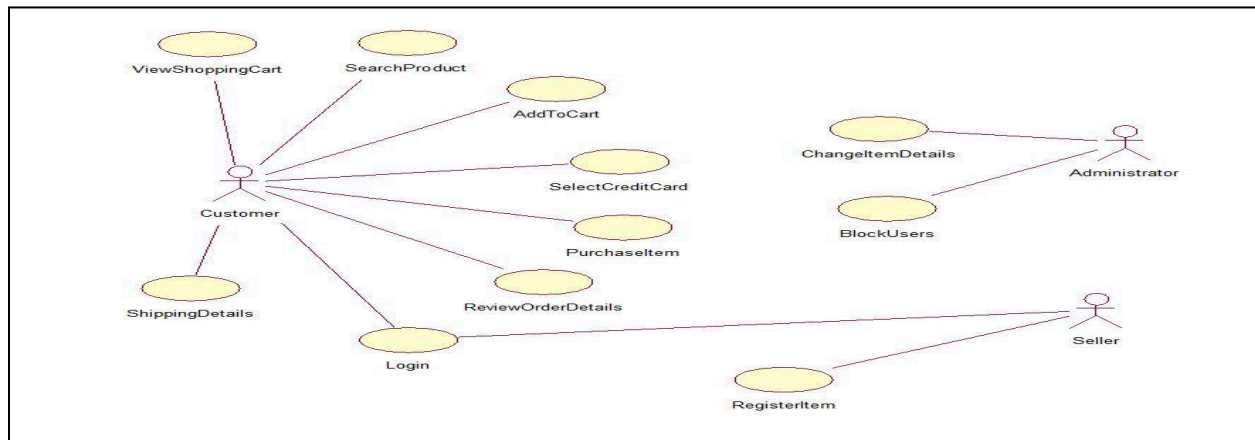 ViewShoppingCart
SearchProduct
AddToCart
ChangeItemDetails
Administrator
SelectCreditCard
Customer
BlockUsers
PurchaseItem
ShippingDetails
ReviewOrderDetails
Seller
Login
RegisterItem